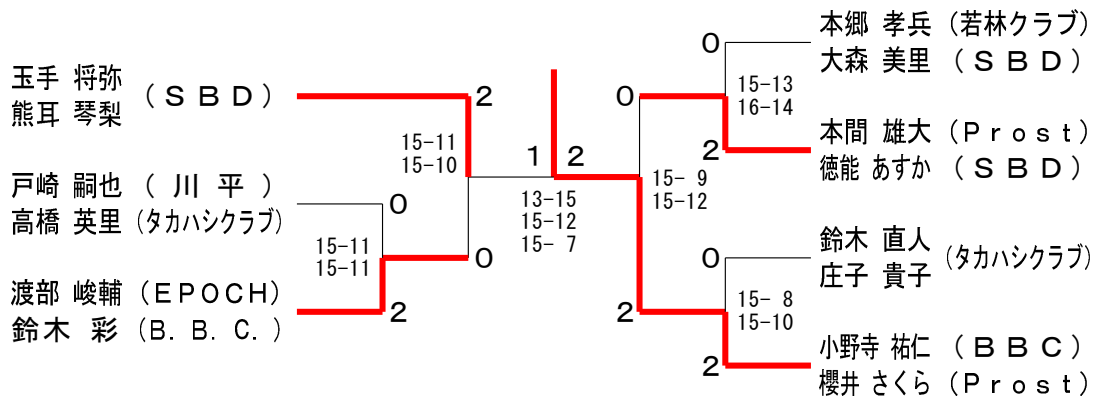 玉手 将弥
熊耳 琴梨
(ＳＢＤ)
戸崎 嗣也 ( 川 平 )
高橋 英里 (タカハシクラブ)
渡部 峻輔 (EPOCH)
鈴木 彩 (B. B. C. )
2
15-11
15-10
0
15-11
15-11
0
2
1 2
13-15
15-12
15- 7
0
15- 9
15-12
2
0
15-13
16-14
2
0
15- 8
15-10
2
本郷 孝兵 (若林クラブ)
大森 美里 (ＳＢＤ)
本間 雄大 (Ｐｒｏｓｔ)
徳能 あすか (ＳＢＤ)
鈴木 直人
庄子 貴子
(タカハシクラブ)
小野寺 祐仁 (ＢＢＣ)
櫻井 さくら (Ｐｒｏｓｔ)